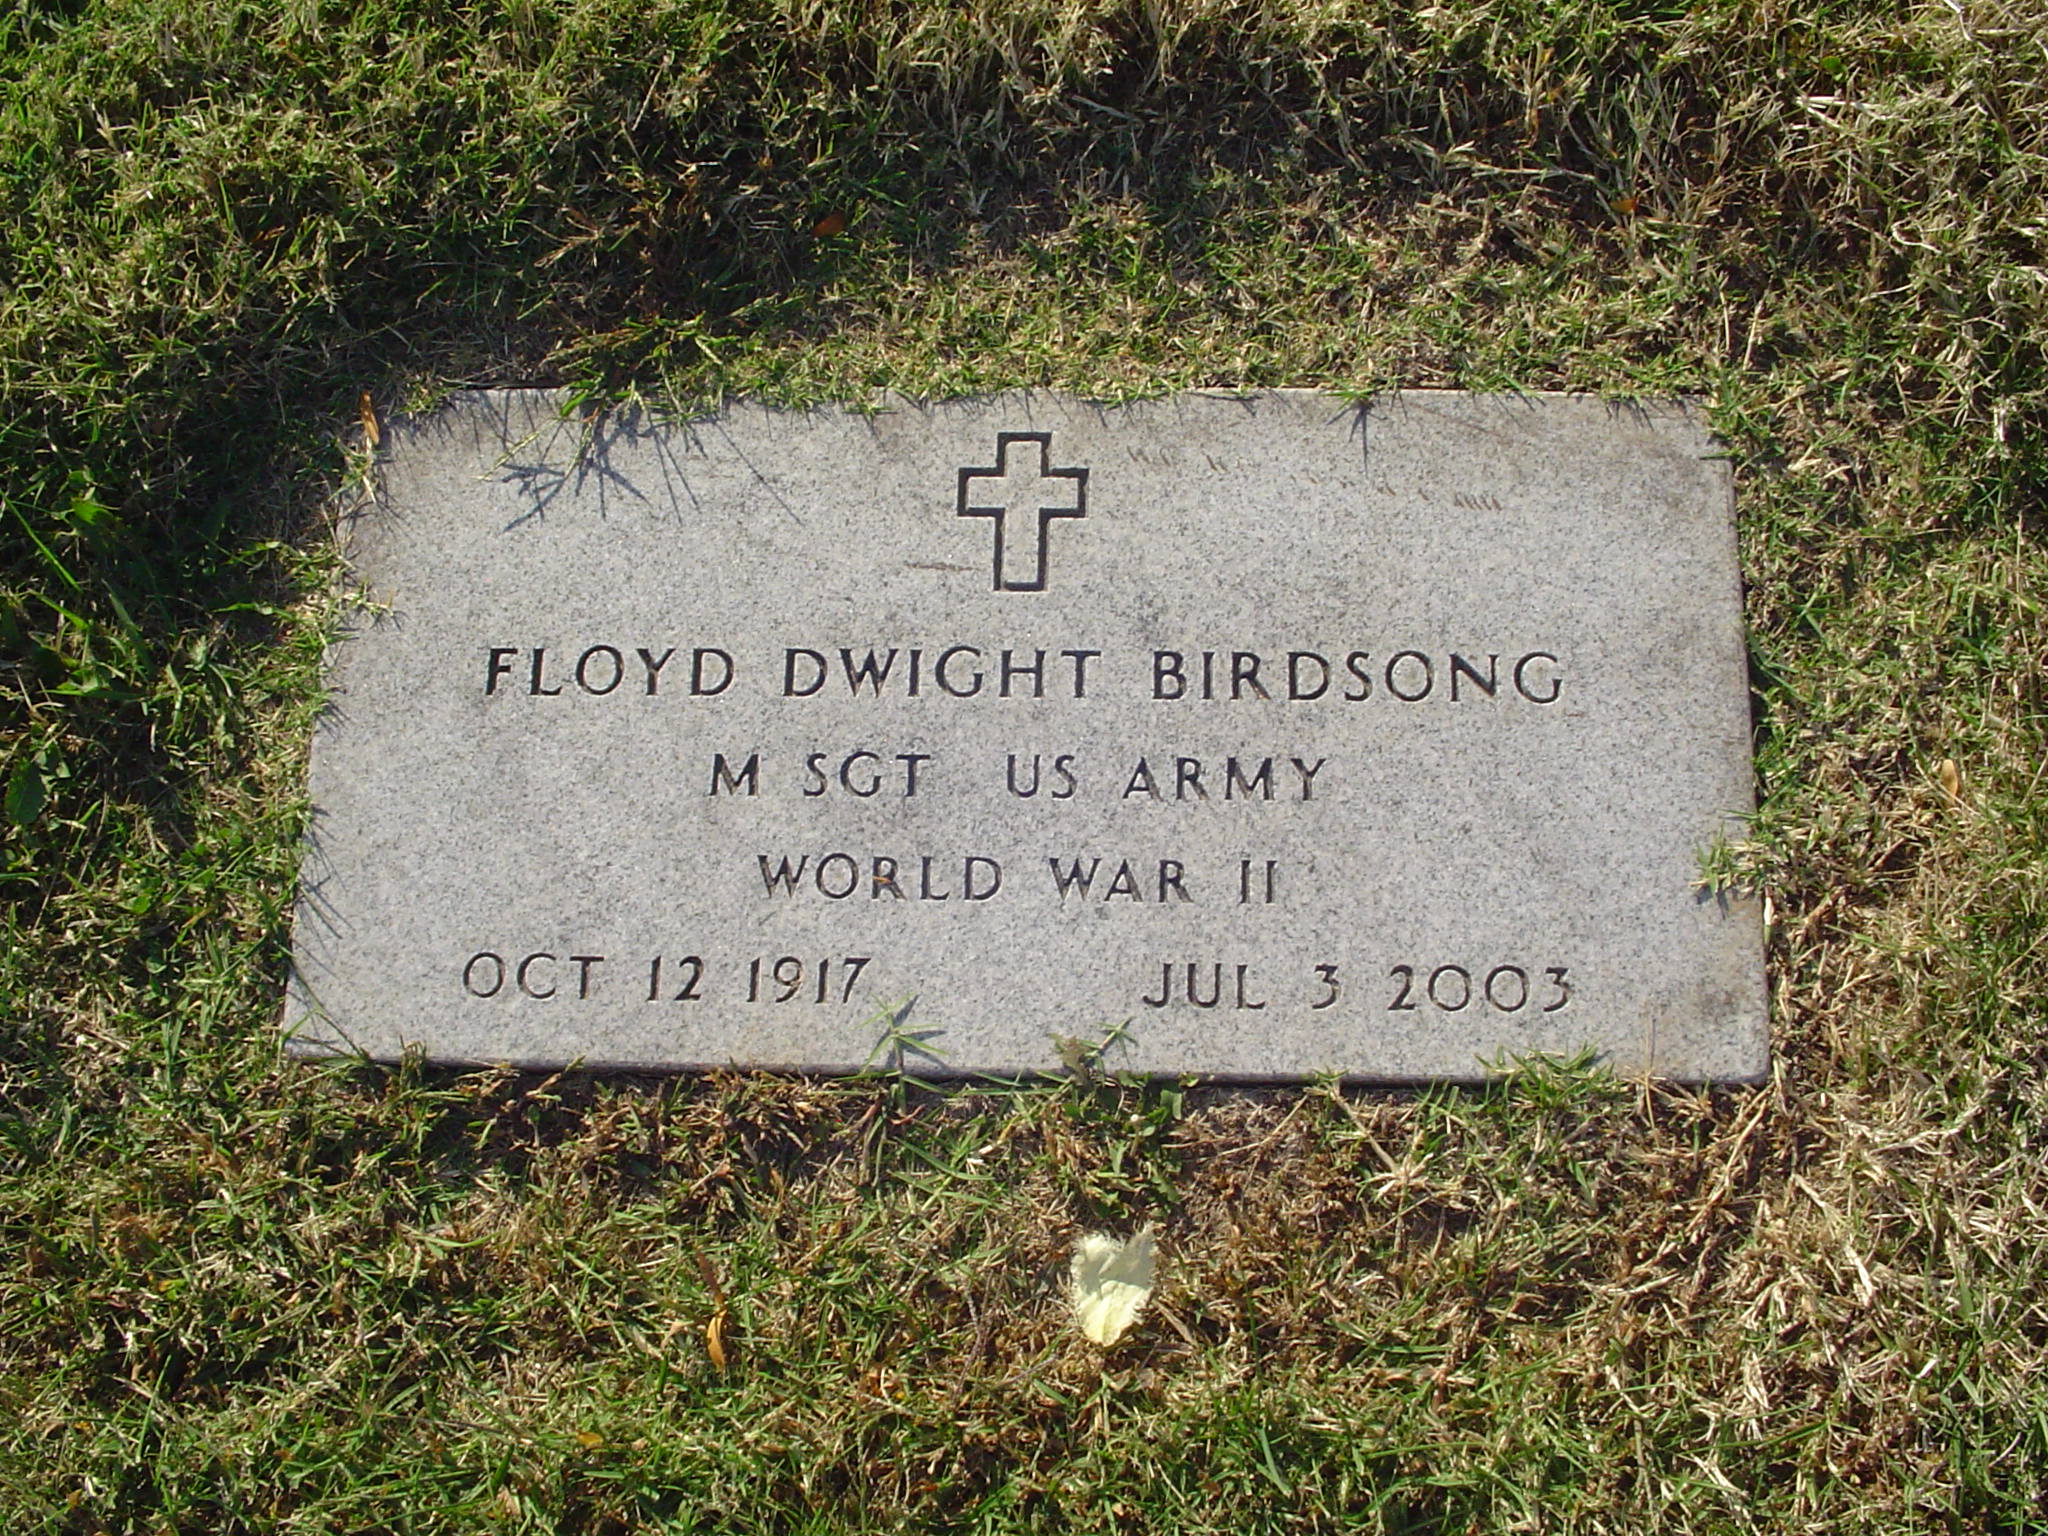 FLOYD DWIGHT BIRDSONG
M SGT US ARMY
WORLD WAR II
OCT 12 1917 JUL 3 2003